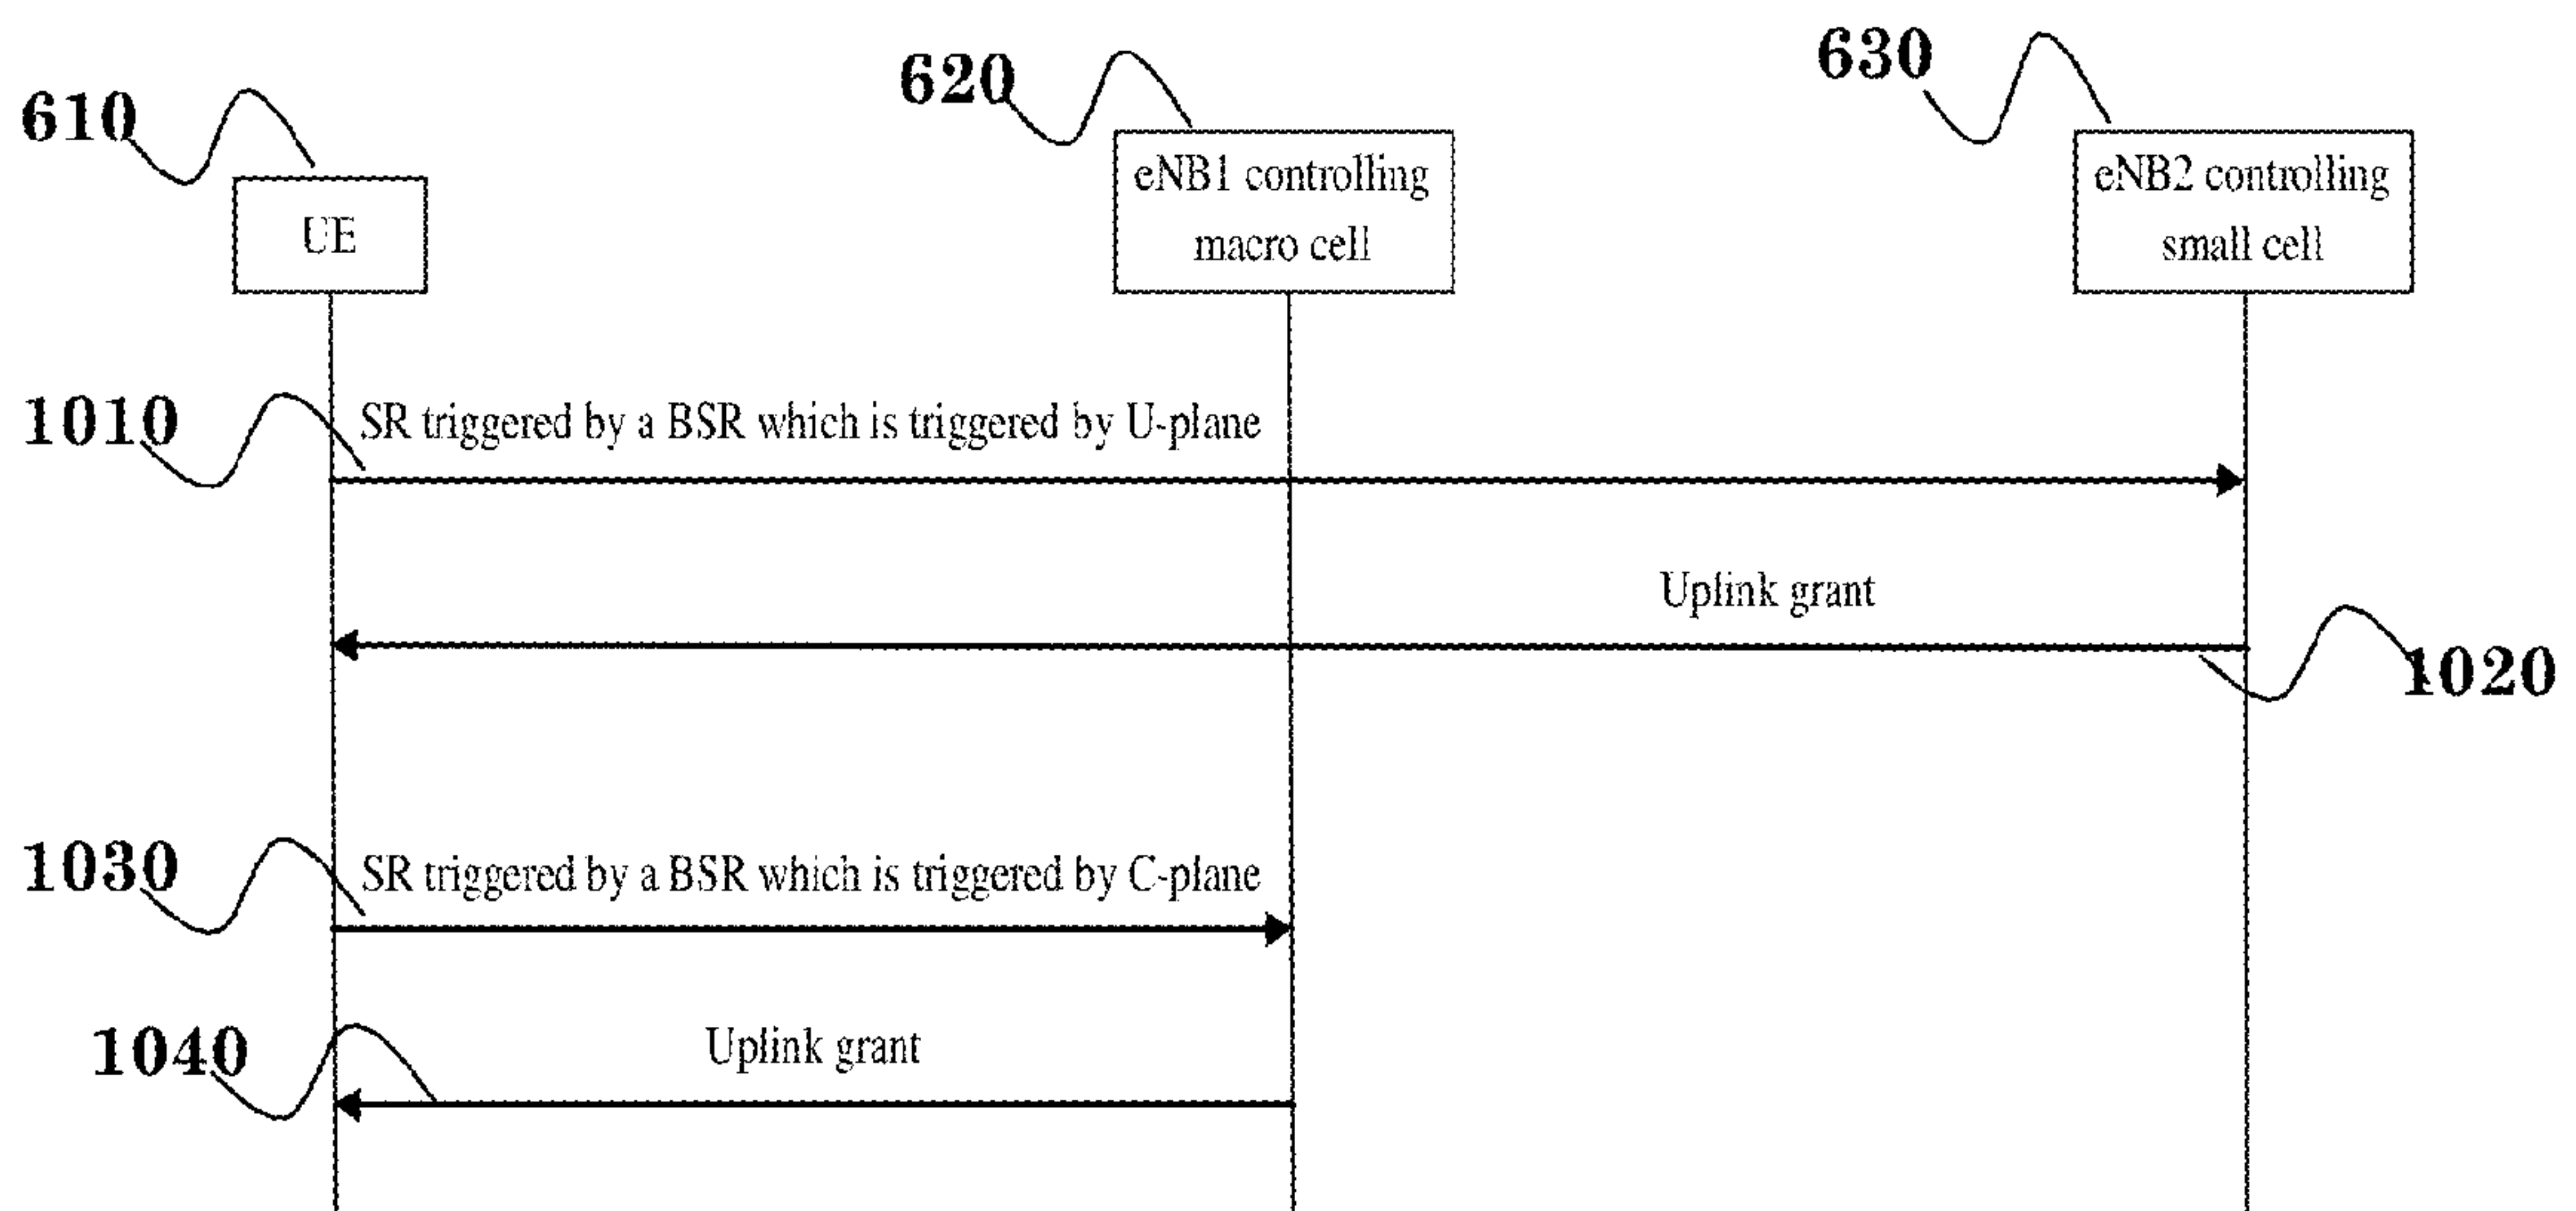 630
620
610
eNB1 controlling
macro cell
eNB2 controlling
small cell
UE
1010
SR triggered by a BSR which is triggered by U-plane
Uplink grant
1020
1030
SR triggered by a BSR which is triggered by C-plane
1040
Uplink grant